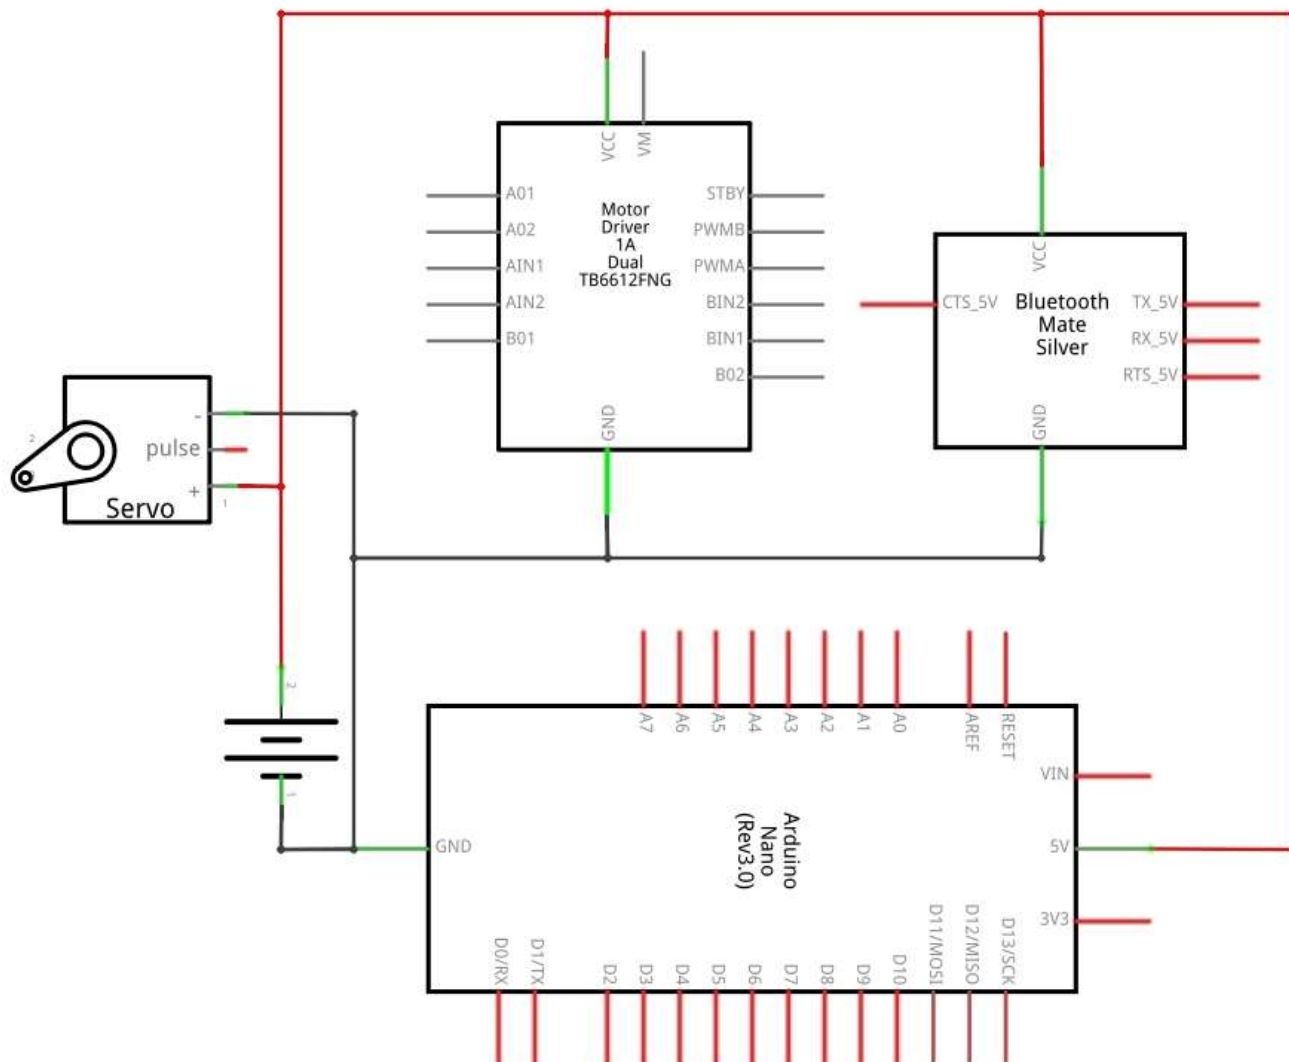 VCC
VM
A01
A02
AIN1
AIN2
B01
Motor
Driver
1A
Dual
TB6612FNG
STBY
PWMB
PWMA
BIN2
BIN1
B02
GND
VCC
CTS_5V
Bluetooth
Mate
Silver
TX_5V
RX_5V
RTS_5V
GND
-
2
pulse
+
1
Servo
2
1
A7
A6
A5
A4
A3
A2
A1
A0
AREF
RESET
VIN
GND
Arduino
Nano
(Rev3.0)
5V
3V3
D0/RX
D1/TX
D2
D3
D4
D5
D6
D7
D8
D9
D10
D11/MOSI
D12/MISO
D13/SCK